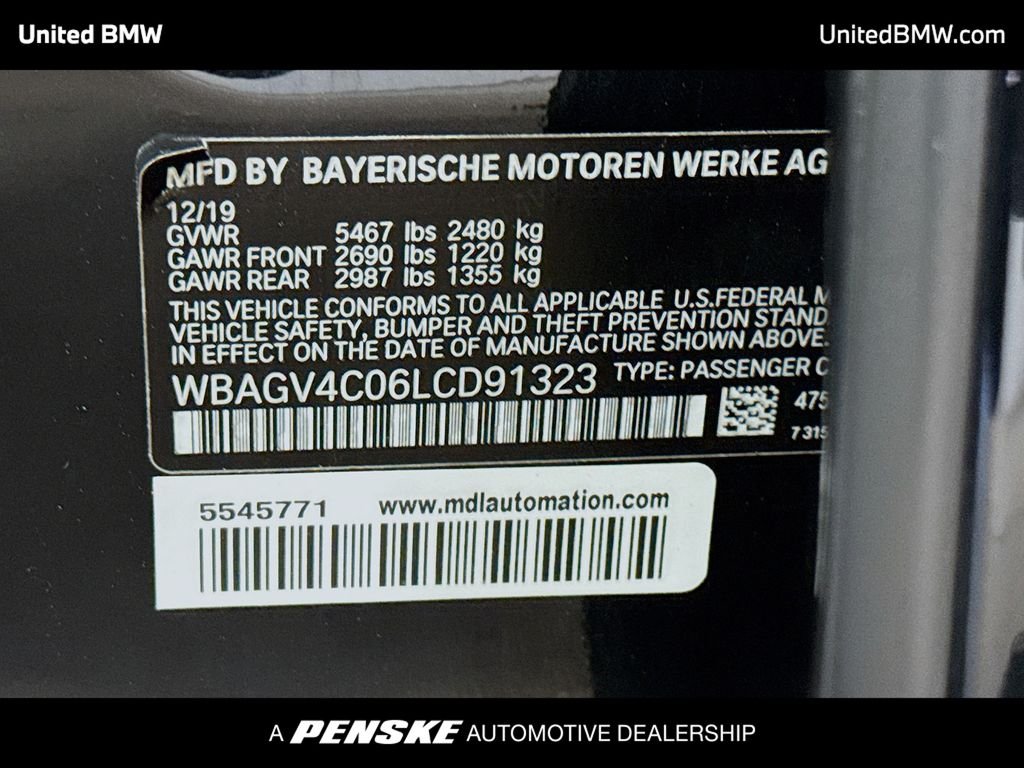 United BMW
UnitedBMW.com
MFD BY BAYERISCHE MOTOREN WERKE AG
12/19
GVWR 5467 lbs 2480 kg
GAWR FRONT 2690 lbs 1220 kg
GAWR REAR 2987 lbs 1355 kg
THIS VEHICLE CONFORMS TO ALL APPLICABLE U.S.FEDERAL M
VEHICLE SAFETY, BUMPER AND THEFT PREVENTION STAND
IN EFFECT ON THE DATE OF MANUFACTURE SHOWN ABOVE.
WBAGV4C06LCD91323 TYPE: PASSENGER C
475
7315
5545771 www.mdlautomation.com
A PENSKE AUTOMOTIVE DEALERSHIP